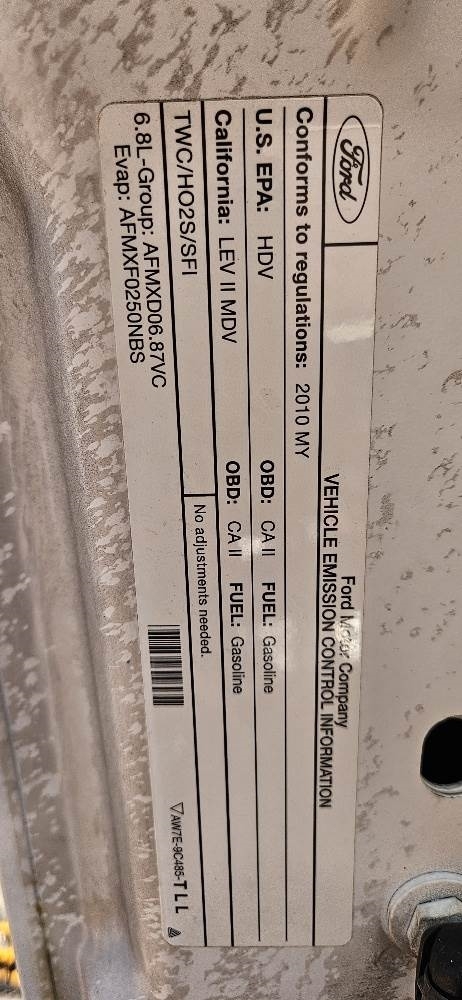 Ford
Ford Motor Company
VEHICLE EMISSION CONTROL INFORMATION
Conforms to regulations: 2010 MY
U.S. EPA: HDV OBD: CA II FUEL: Gasoline
California: LEV II MDV OBD: CA II FUEL: Gasoline
TWC/HO2S/SFI
No adjustments needed.
6.8L-Group: AFMXD06.87VC
Evap: AFMXF0250NBS
AW7E-9C485-TLL